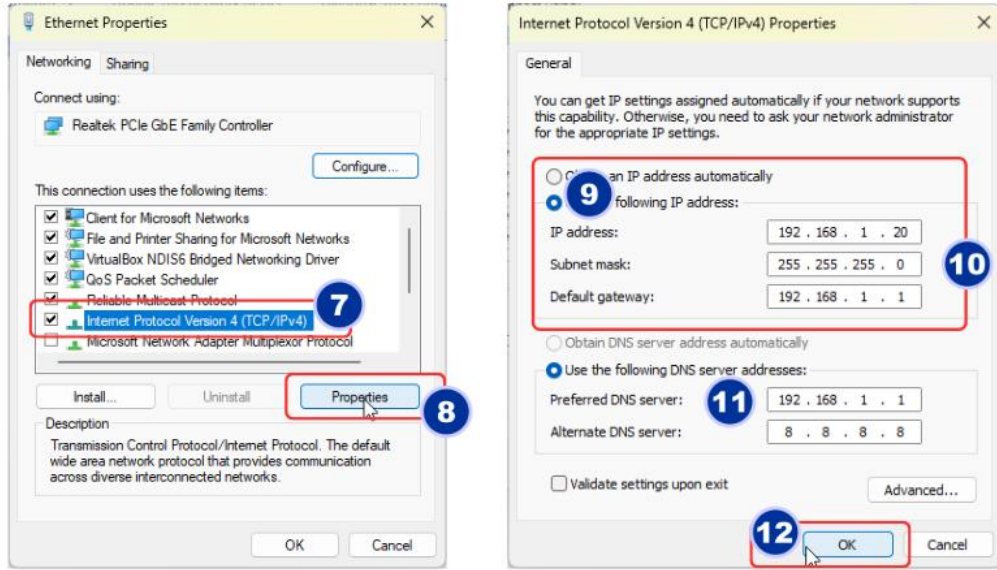 Ethernet Properties
Networking Sharing
Connect using:
Realtek PCIe GbE Family Controller
Configure...
This connection uses the following items:
Client for Microsoft Networks
File and Printer Sharing for Microsoft Networks
VirtualBox NDIS6 Bridged Networking Driver
QoS Packet Scheduler
Reliable Multicast Protocol
Internet Protocol Version 4 (TCP/IPv4)
7
Microsoft Network Adapter Multiplexor Protocol
Install... Uninstall Properties
8
Description
Transmission Control Protocol/Internet Protocol. The default
wide area network protocol that provides communication
across diverse interconnected networks.
OK Cancel
Internet Protocol Version 4 (TCP/IPv4) Properties
General
You can get IP settings assigned automatically if your network supports
this capability. Otherwise, you need to ask your network administrator
for the appropriate IP settings.
an IP address automatically
9
following IP address:
IP address: 192 . 168 . 1 . 20
Subnet mask: 255 . 255 . 255 . 0
10
Default gateway: 192 . 168 . 1 . 1
Obtain DNS server address automatically
Use the following DNS server addresses:
Preferred DNS server: 11 192 . 168 . 1 . 1
Alternate DNS server: 8 . 8 . 8 . 8
Validate settings upon exit
Advanced...
12
OK Cancel